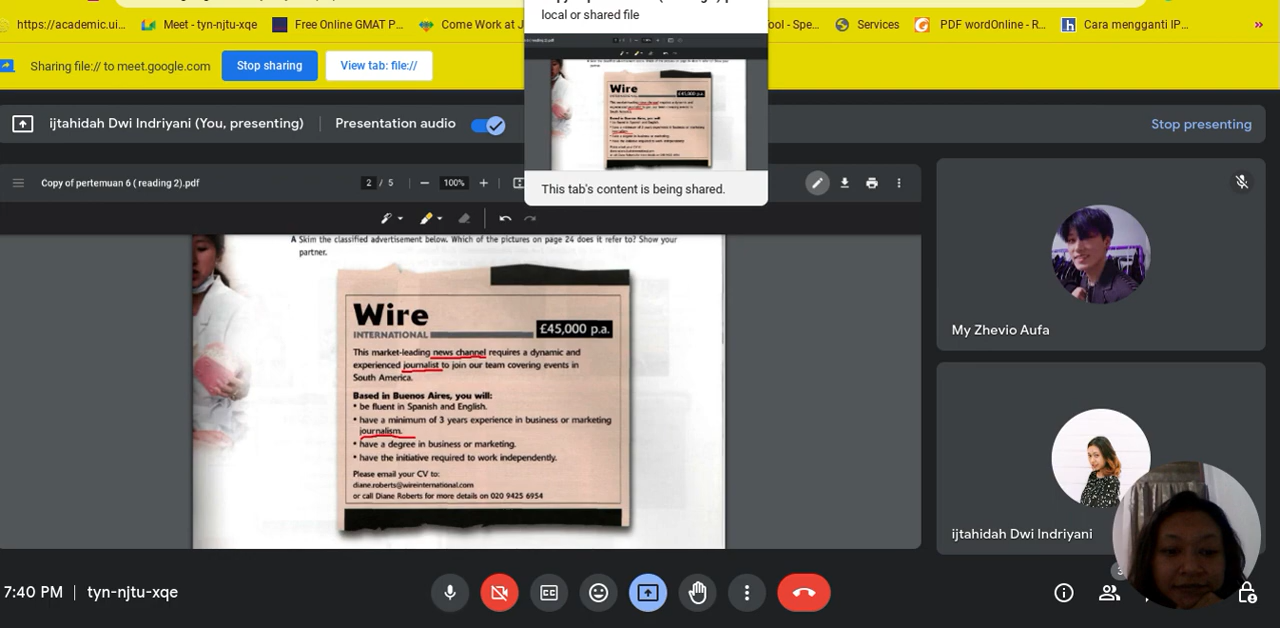 https://academic.ui...
Meet - tyn-njtu-xqe
Free Online GMAT P...
Come Work at J
ool - Spe...
Services
PDF wordOnline - R...
Cara mengganti IP...
»
local or shared file
Sharing file:// to meet.google.com
Stop sharing
View tab: file://
ijtahidah Dwi Indriyani (You, presenting)
Presentation audio
Stop presenting
This tab's content is being shared.
Copy of pertemuan 6 ( reading 2).pdf
2 / 5
100%
A Skim the classified advertisement below. Which of the pictures on page 24 does it refer to? Show your
partner.
Wire
INTERNATIONAL
£45,000 p.a.
This market-leading news channel requires a dynamic and
experienced journalist to join our team covering events in
South America.
Based in Buenos Aires, you will:
• be fluent in Spanish and English.
• have a minimum of 3 years experience in business or marketing
journalism.
• have a degree in business or marketing.
• have the initiative required to work independently.
Please email your CV to:
diane.roberts@wireinternational.com
or call Diane Roberts for more details on 020 9425 6954
My Zhevio Aufa
ijtahidah Dwi Indriyani
7:40 PM | tyn-njtu-xqe